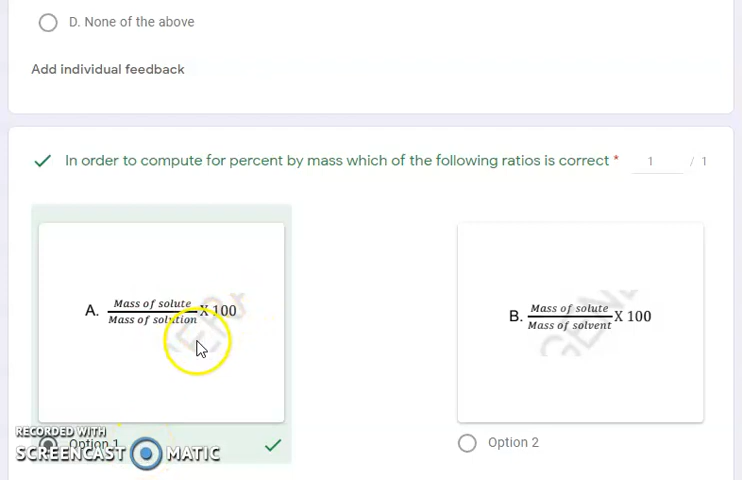 D. None of the above
Add individual feedback
In order to compute for percent by mass which of the following ratios is correct *
1 / 1
A. Mass of solute
Mass of solution
X 100
B. Mass of solute
Mass of solvent
X 100
Option 1
Option 2
RECORDED WITH
SCREENCAST MATIC